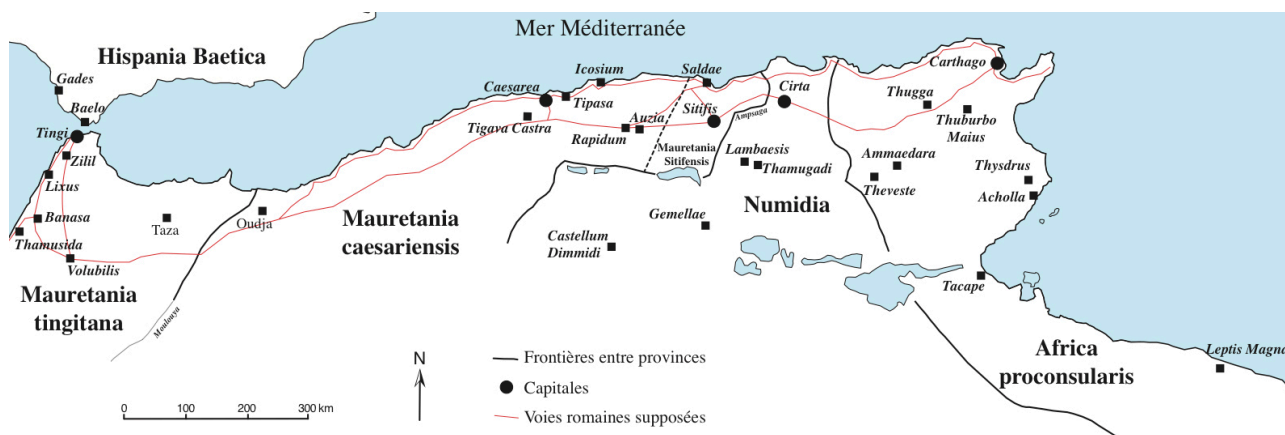 Mer Méditerranée
Hispania Baetica
Gades
Baelo
Tingi
Zilil
Lixus
Banasa
Thamusida
Volubilis
Taza
Oudja
Mauretania
tingitana
Moulouya
Caesarea
Icosium
Tipasa
Tigava Castra
Rapidum
Auzia
Saldae
Sitifis
Mauretania
Sitifensis
Ampsaga
Cirta
Mauretania
caesariensis
Castellum
Dimmidi
Gemellae
Lambaesis
Thamugadi
Numidia
Carthago
Thugga
Thuburbo
Maius
Ammaedara
Theveste
Thysdrus
Acholla
Tacape
Africa
proconsularis
Leptis Magna
N
Frontières entre provinces
Capitales
Voies romaines supposées
0 100 200 300 km